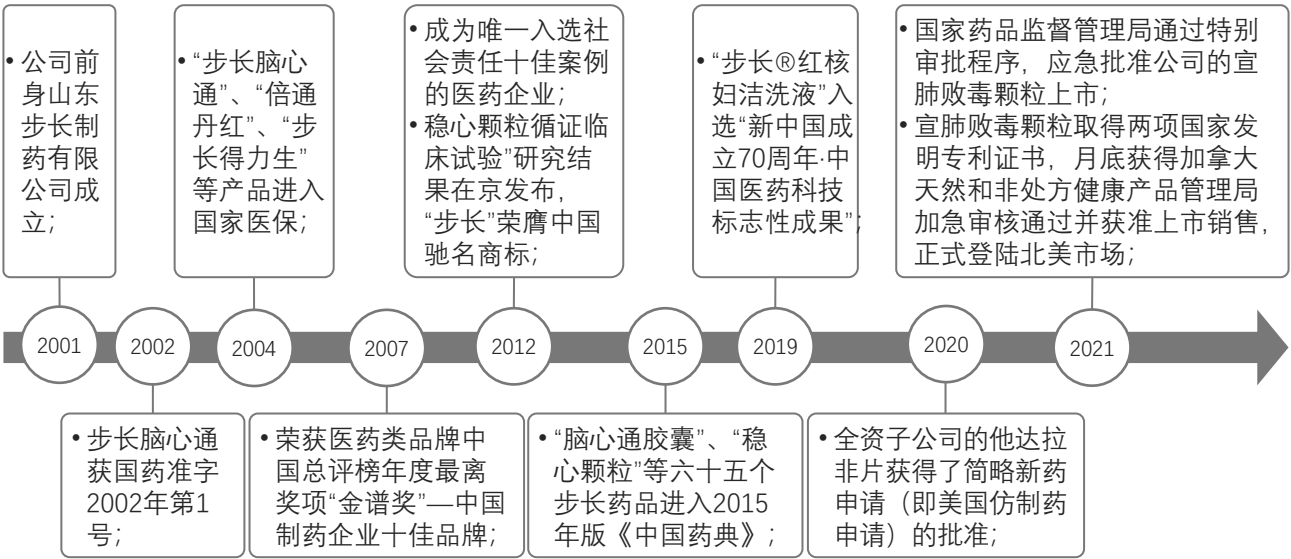 • 公司前
身山东
步长制
药有限
公司成
立；
• “步长脑心
通”、“倍通
丹红”、“步
长得力生”
等产品进入
国家医保；
• 成为唯一入选社
会责任十佳案例
的医药企业；
• 稳心颗粒循证临
床试验”研究结
果在京发布，
“步长”荣膺中国
驰名商标；
• “步长®红核
妇洁洗液”入
选“新中国成
立70周年·中
国医药科技
标志性成果”；
• 国家药品监督管理局通过特别
审批程序，应急批准公司的宣
肺败毒颗粒上市；
• 宣肺败毒颗粒取得两项国家发
明专利证书，月底获得加拿大
天然和非处方健康产品管理局
加急审核通过并获准上市销售，
正式登陆北美市场；
2001
2002
2004
2007
2012
2015
2019
2020
2021
• 步长脑心通
获国药准字
2002年第1
号；
• 荣获医药类品牌中
国总评榜年度最离
奖项“金谱奖”—中国
制药企业十佳品牌；
• “脑心通胶囊”、“稳
心颗粒”等六十五个
步长药品进入2015
年版《中国药典》；
• 全资子公司的他达拉
非片获得了简略新药
申请（即美国仿制药
申请）的批准；